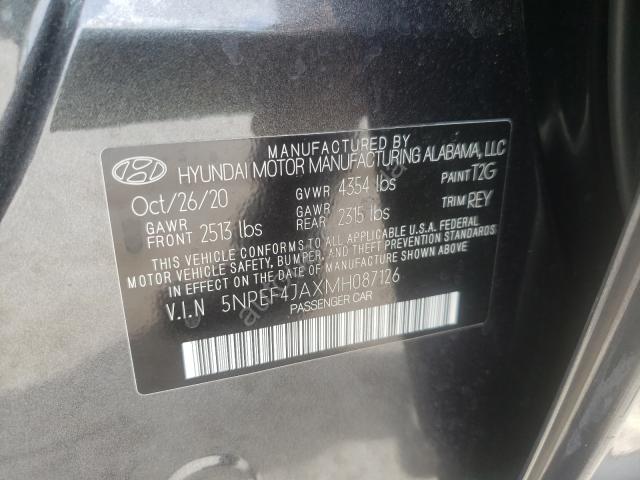 MANUFACTURED BY
HYUNDAI MOTOR MANUFACTURING ALABAMA, LLC
Oct/26/20 GVWR 4354 lbs PAINT T2G
GAWR FRONT 2513 lbs GAWR REAR 2315 lbs TRIM REY
THIS VEHICLE CONFORMS TO ALL APPLICABLE U.S.A. FEDERAL
MOTOR VEHICLE SAFETY, BUMPER, AND THEFT PREVENTION STANDARDS
IN EFFECT ON THE DATE OF MANUFACTURE SHOWN ABOVE.
V.I.N 5NPEF4JAXMH087126
PASSENGER CAR